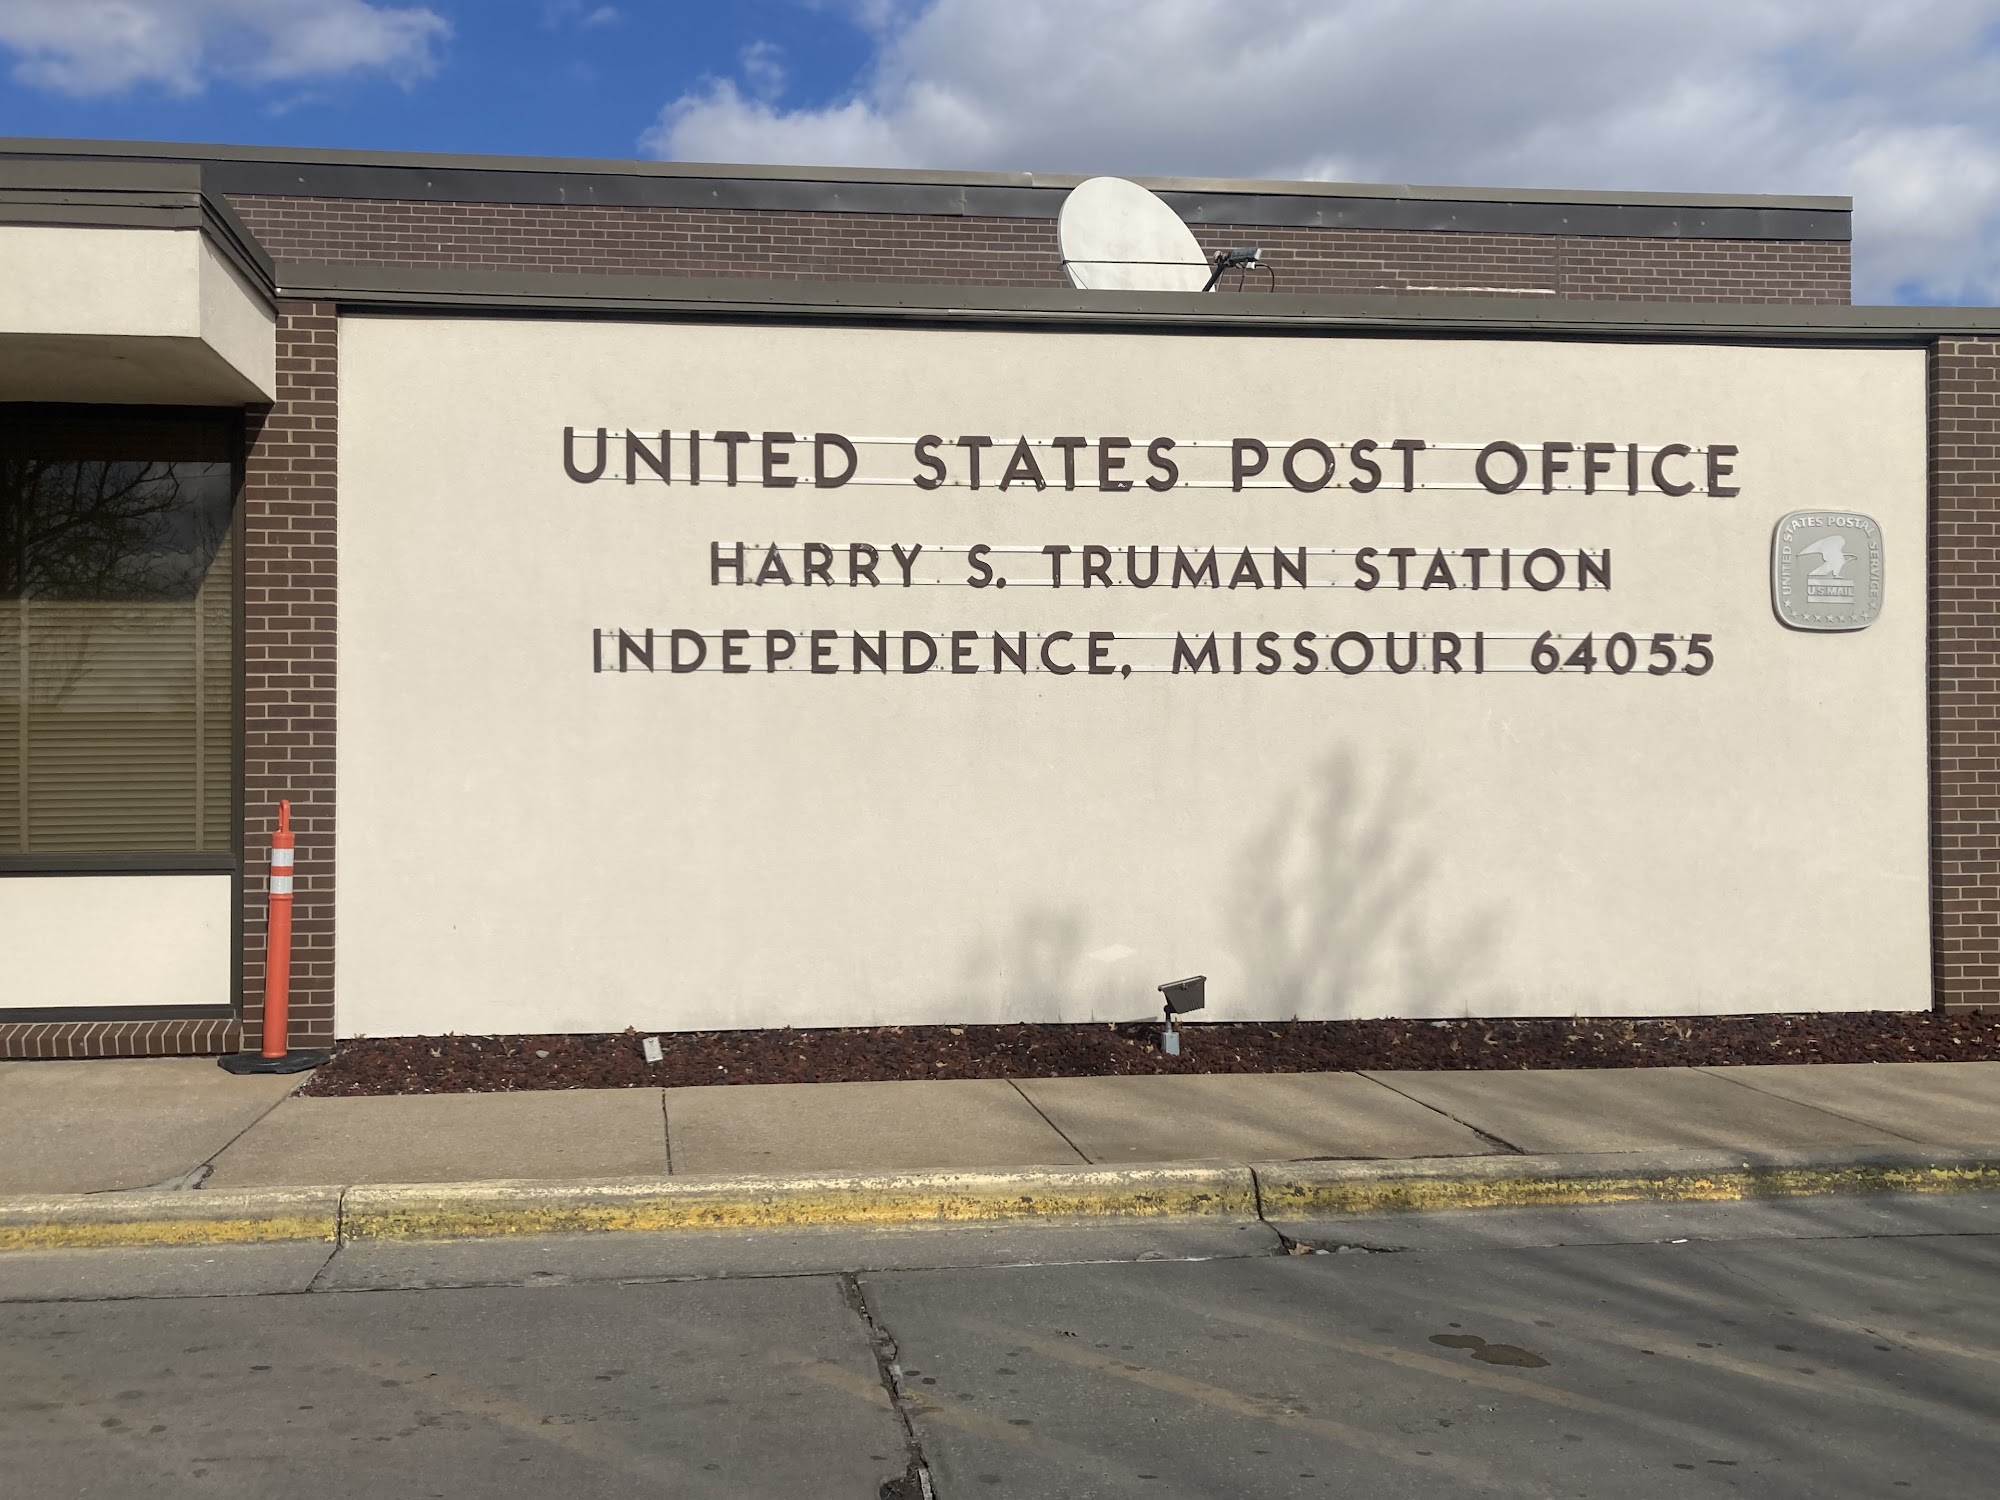 UNITED STATES POST OFFICE
HARRY S. TRUMAN STATION
INDEPENDENCE, MISSOURI 64055
UNITED STATES POSTAL SERVICE
U.S.MAIL